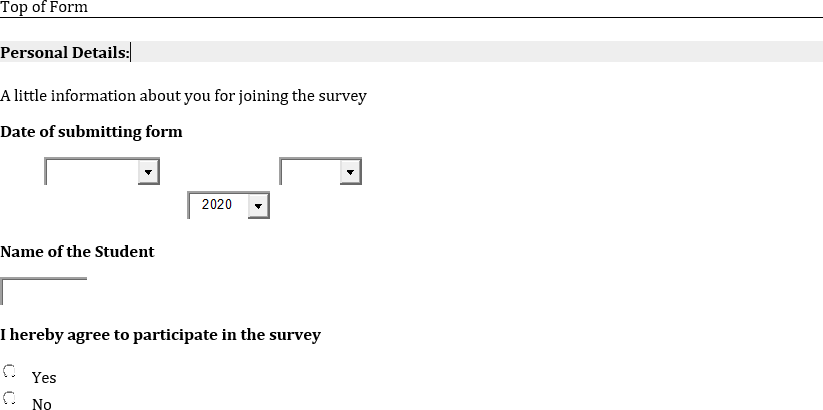 Top of Form
Personal Details:
A little information about you for joining the survey
Date of submitting form
2020
Name of the Student
I hereby agree to participate in the survey
Yes
No